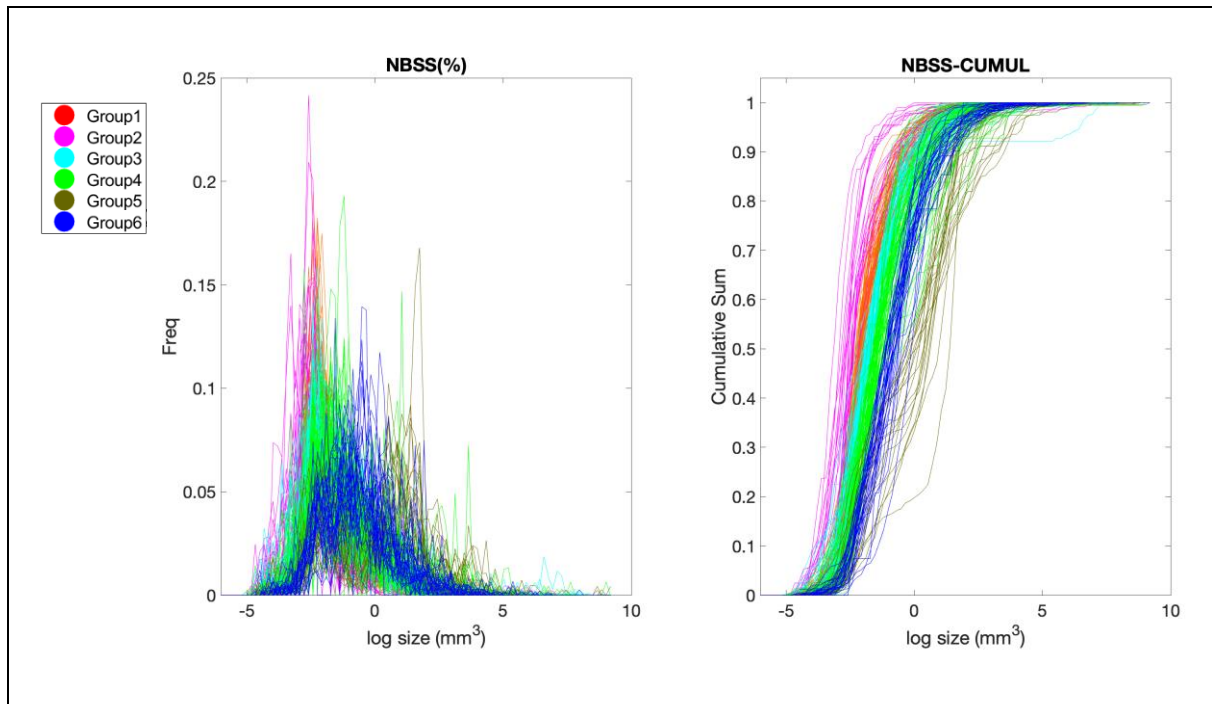 NBSS(%)
NBSS-CUMUL
Group1
Group2
Group3
Group4
Group5
Group6
0.25
0.2
0.15
0.1
0.05
0
Freq
-5
0
5
10
log size (mm³)
1
0.9
0.8
0.7
0.6
0.5
0.4
0.3
0.2
0.1
0
Cumulative Sum
-5
0
5
10
log size (mm³)